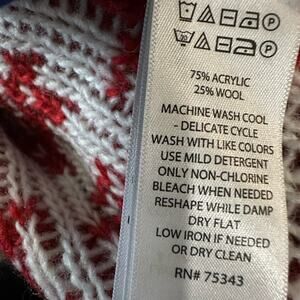 75% ACRYLIC
25% WOOL
MACHINE WASH COOL
- DELICATE CYCLE
WASH WITH LIKE COLORS
USE MILD DETERGENT
ONLY NON-CHLORINE
BLEACH WHEN NEEDED
RESHAPE WHILE DAMP
DRY FLAT
LOW IRON IF NEEDED
OR DRY CLEAN
RN# 75343